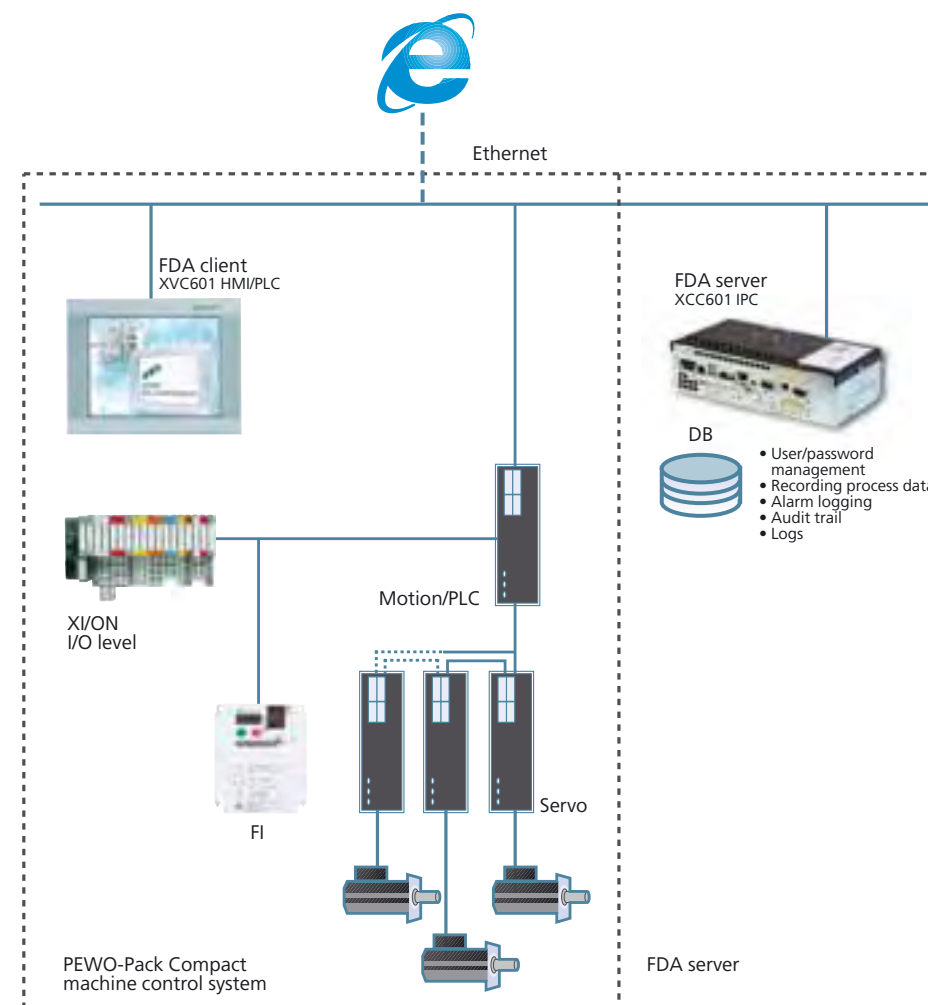 Ethernet
FDA client
XVC601 HMI/PLC
FDA server
XCC601 IPC
DB
• User/password
management
• Recording process data
• Alarm logging
• Audit trail
• Logs
Motion/PLC
XI/ON
I/O level
Servo
FI
PEWO-Pack Compact
machine control system
FDA server